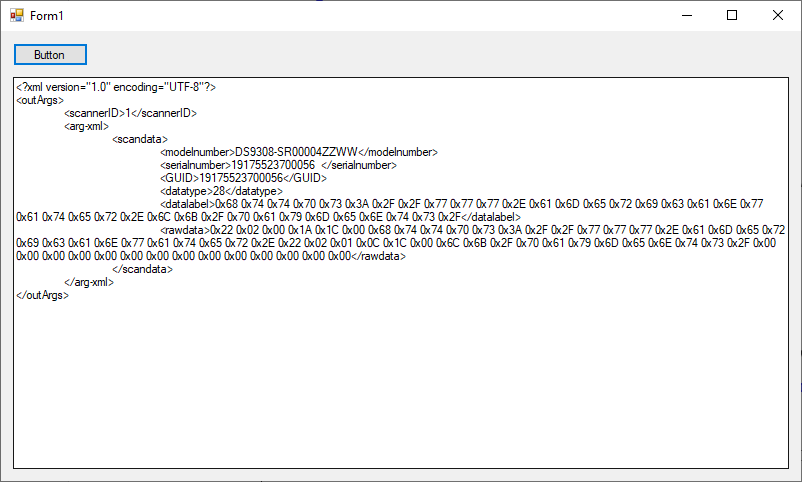 Form1
Button
<?xml version="1.0" encoding="UTF-8"?>
<outArgs>
<scannerID>1</scannerID>
<arg-xml>
<scandata>
<modelnumber>DS9308-SR00004ZZWW</modelnumber>
<serialnumber>19175523700056  </serialnumber>
<GUID>19175523700056</GUID>
<datatype>28</datatype>
<datalabel>0x68 0x74 0x74 0x70 0x73 0x3A 0x2F 0x2F 0x77 0x77 0x77 0x2E 0x61 0x6D 0x65 0x72 0x69 0x63 0x61 0x6E 0x77
0x61 0x74 0x65 0x72 0x2E 0x6C 0x6B 0x2F 0x70 0x61 0x79 0x6D 0x65 0x6E 0x74 0x73 0x2F</datalabel>
<rawdata>0x22 0x02 0x00 0x1A 0x1C 0x00 0x68 0x74 0x74 0x70 0x73 0x3A 0x2F 0x2F 0x77 0x77 0x77 0x2E 0x61 0x6D 0x65 0x72
0x69 0x63 0x61 0x6E 0x77 0x61 0x74 0x65 0x72 0x2E 0x22 0x02 0x01 0x0C 0x1C 0x00 0x6C 0x6B 0x2F 0x70 0x61 0x79 0x6D 0x65 0x6E 0x74 0x73 0x2F 0x00
0x00 0x00 0x00 0x00 0x00 0x00 0x00 0x00 0x00 0x00 0x00 0x00 0x00</rawdata>
</scandata>
</arg-xml>
</outArgs>